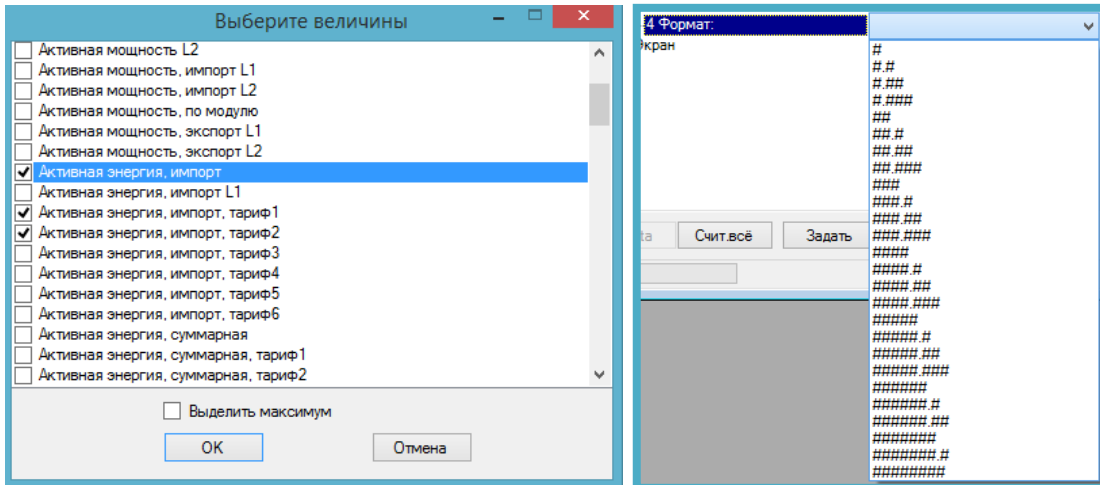 Выберите величины
Активная мощность L2
Активная мощность, импорт L1
Активная мощность, импорт L2
Активная мощность, по модулю
Активная мощность, экспорт L1
Активная мощность, экспорт L2
Активная энергия, импорт
Активная энергия, импорт L1
Активная энергия, импорт, тариф1
Активная энергия, импорт, тариф2
Активная энергия, импорт, тариф3
Активная энергия, импорт, тариф4
Активная энергия, импорт, тариф5
Активная энергия, импорт, тариф6
Активная энергия, суммарная
Активная энергия, суммарная, тариф1
Активная энергия, суммарная, тариф2
Выделить максимум
OK Отмена
4 Формат:
Экран
#
#.#
#.##
#.###
##
##.#
##.##
##.###
###
###.#
###.##
###.###
####
####.#
####.##
####.###
#####
#####.#
#####.##
#####.###
######
######.#
######.##
#######
#######.#
########
ta Счит.всё Задать